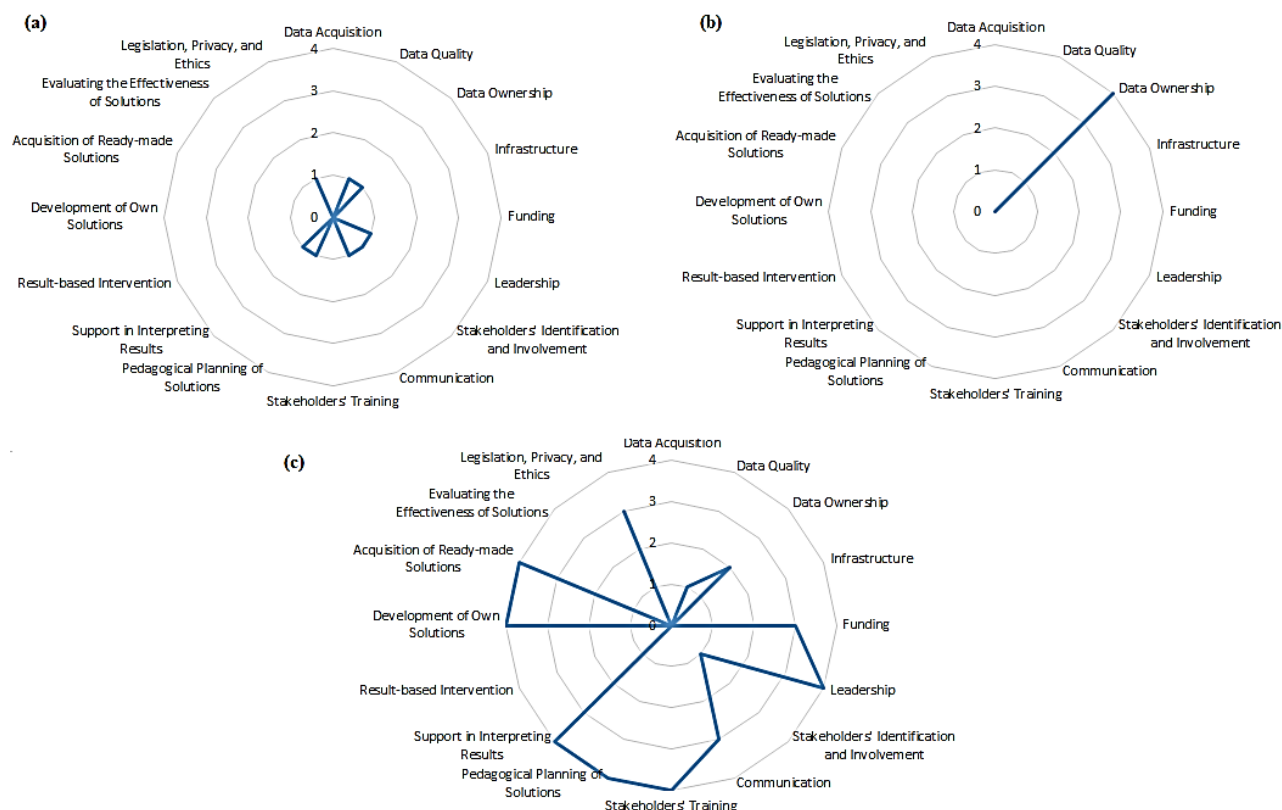 (a)
Data Acquisition
Legislation, Privacy, and
Ethics
Data Quality
Evaluating the Effectiveness
of Solutions
Data Ownership
Acquisition of Ready-made
Solutions
Infrastructure
Development of Own
Solutions
Funding
Result-based Intervention
Leadership
Support in Interpreting
Results
Stakeholders' Identification
and Involvement
Pedagogical Planning of
Solutions
Communication
Stakeholders' Training
4
3
2
1
0
(b)
Data Acquisition
Legislation, Privacy, and
Ethics
Data Quality
Evaluating the
Effectiveness of Solutions
Data Ownership
Acquisition of Ready-made
Solutions
Infrastructure
Development of Own
Solutions
Funding
Result-based Intervention
Leadership
Support in Interpreting
Results
Stakeholders' Identification
and Involvement
Pedagogical Planning of
Solutions
Communication
Stakeholders' Training
4
3
2
1
0
(c)
Data Acquisition
Legislation, Privacy, and
Ethics
Data Quality
Evaluating the
Effectiveness of Solutions
Data Ownership
Acquisition of Ready-made
Solutions
Infrastructure
Development of Own
Solutions
Funding
Result-based Intervention
Leadership
Support in Interpreting
Results
Stakeholders' Identification
and Involvement
Pedagogical Planning of
Solutions
Communication
Stakeholders' Training
4
3
2
1
0